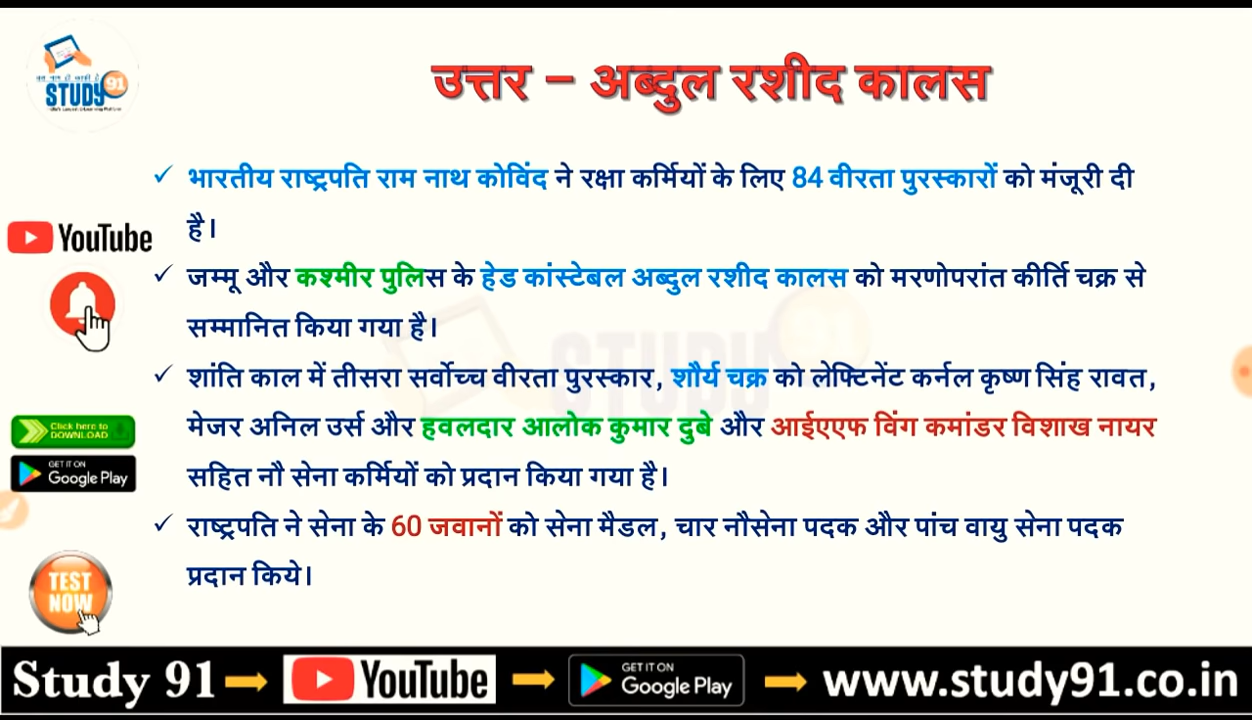 उत्तर – अब्दुल रशीद कालस
STUDY 91
✓ भारतीय राष्ट्रपति राम नाथ कोविंद ने रक्षा कर्मियों के लिए 84 वीरता पुरस्कारों को मंजूरी दी
है।
YouTube
✓ जम्मू और कश्मीर पुलिस के हेड कांस्टेबल अब्दुल रशीद कालस को मरणोपरांत कीर्ति चक्र से
सम्मानित किया गया है।
STUDY 91
✓ शांति काल में तीसरा सर्वोच्च वीरता पुरस्कार, शौर्य चक्र को लेफ्टिनेंट कर्नल कृष्ण सिंह रावत,
मेजर अनिल उर्स और हवलदार आलोक कुमार दुबे और आईएएफ विंग कमांडर विशाख नायर
सहित नौ सेना कर्मियों को प्रदान किया गया है।
Click here to
DOWNLOAD
GET IT ON
Google Play
✓ राष्ट्रपति ने सेना के 60 जवानों को सेना मैडल, चार नौसेना पदक और पांच वायु सेना पदक
प्रदान किये।
TEST
NOW
Study 91 YouTube GET IT ON Google Play www.study91.co.in